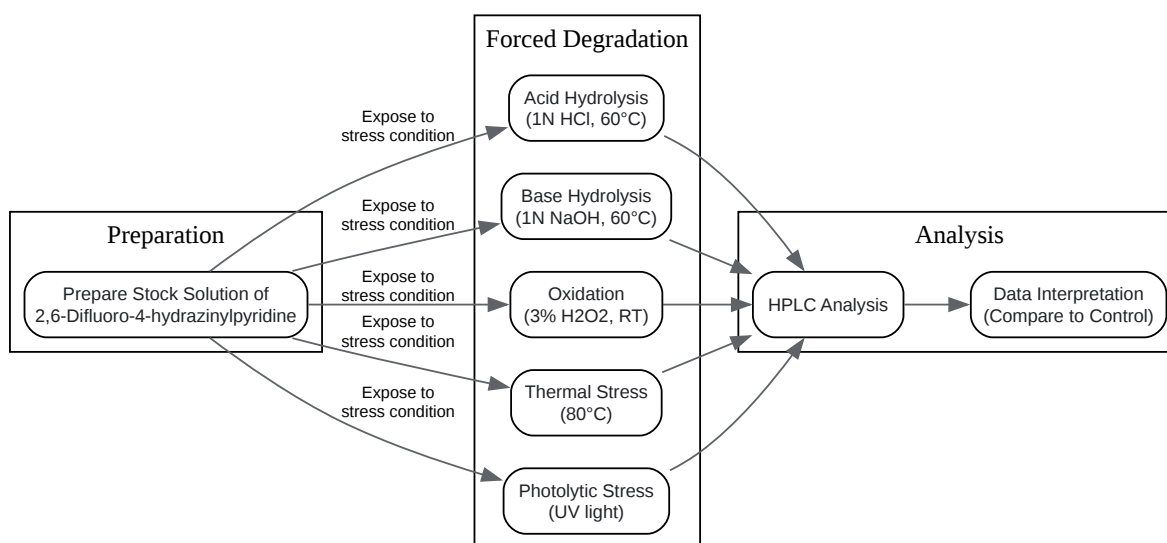 Preparation
Prepare Stock Solution of
2,6-Difluoro-4-hydrazinylpyridine
Expose to
stress condition
Expose to
stress condition
Expose to
stress condition
Expose to
stress condition
Expose to
stress condition
Forced Degradation
Acid Hydrolysis
(1N HCl, 60°C)
Base Hydrolysis
(1N NaOH, 60°C)
Oxidation
(3% H2O2, RT)
Thermal Stress
(80°C)
Photolytic Stress
(UV light)
Analysis
HPLC Analysis
Data Interpretation
(Compare to Control)